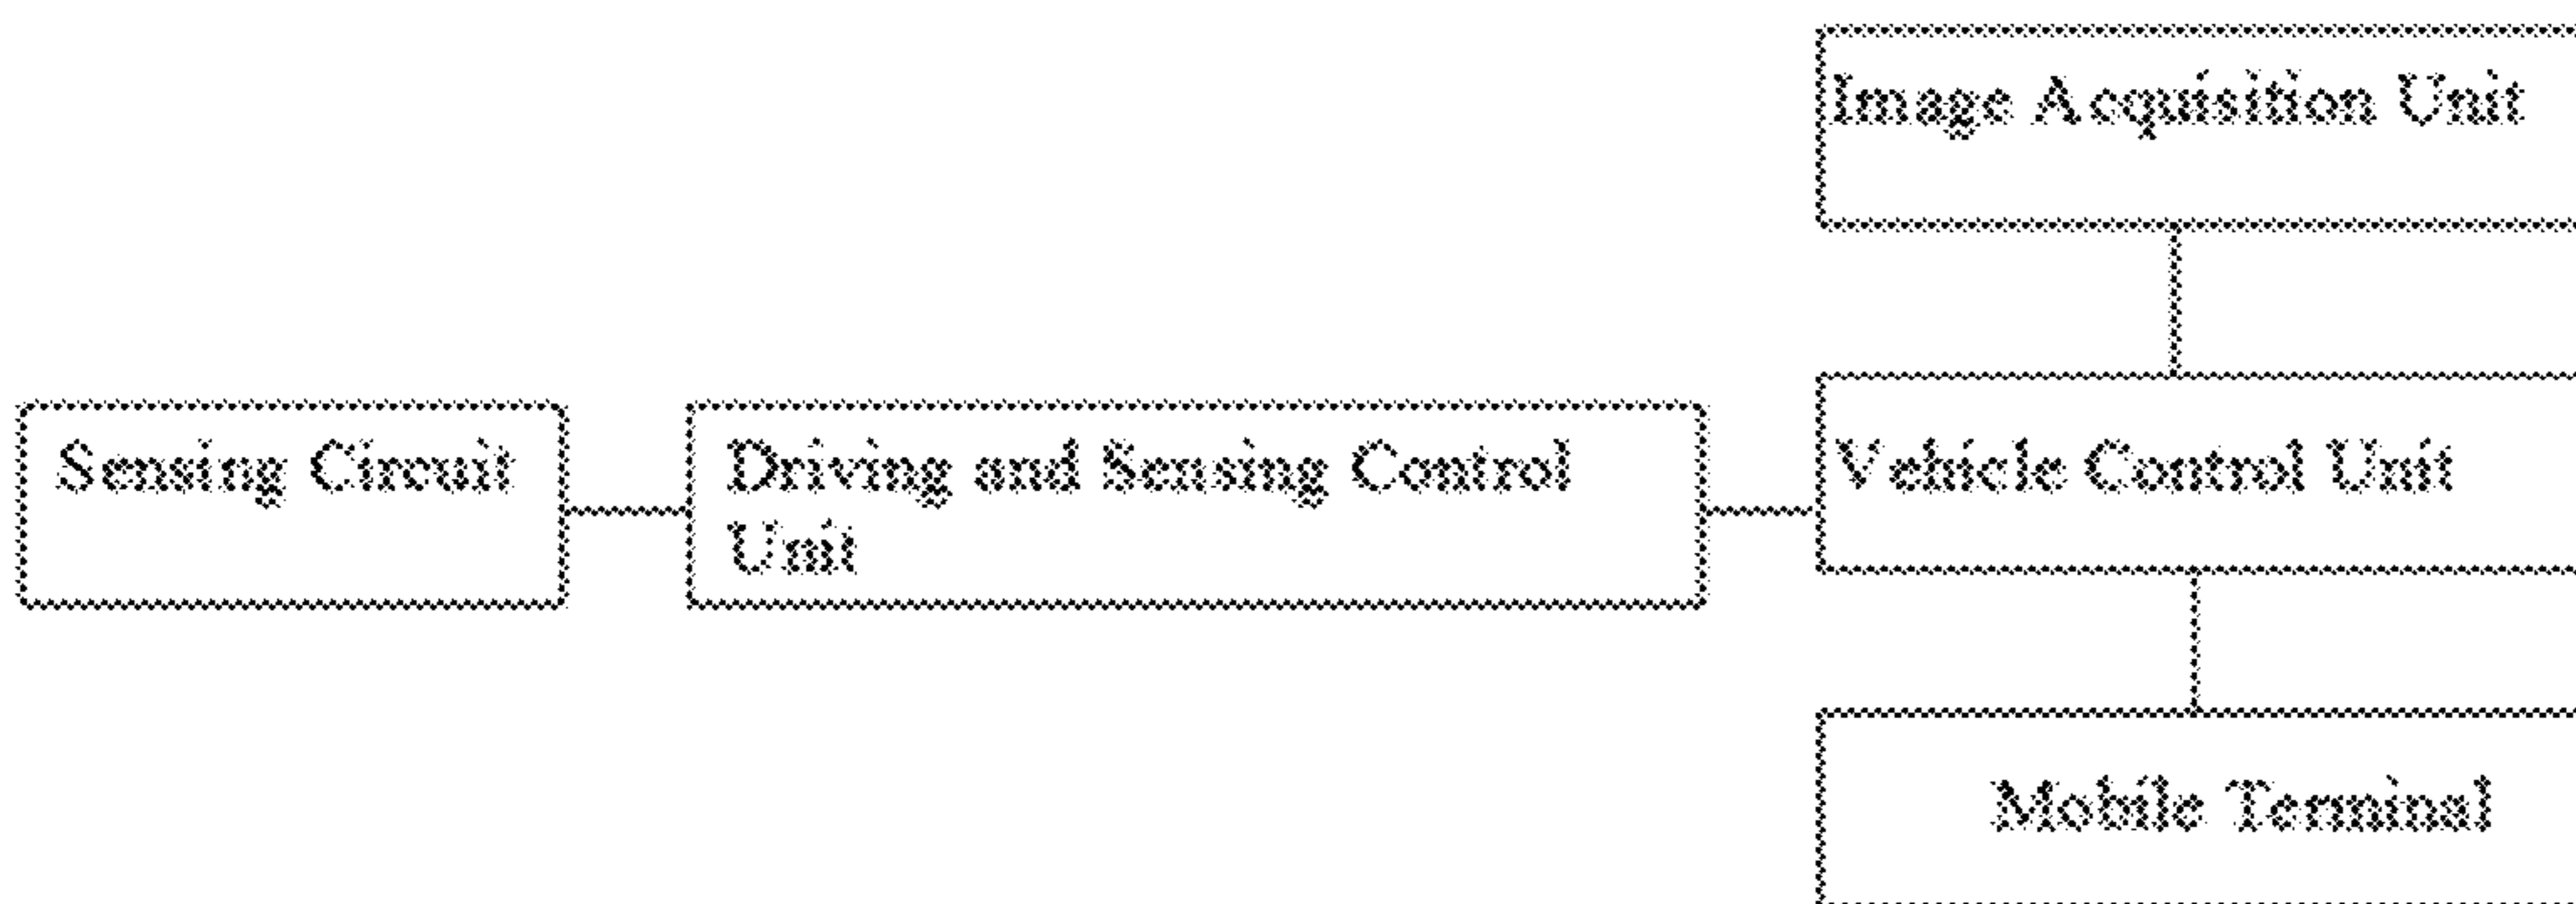 Image Acquisition Unit
Sensing Circuit
Driving and Sensing Control
Unit
Vehicle Control Unit
Mobile Terminal